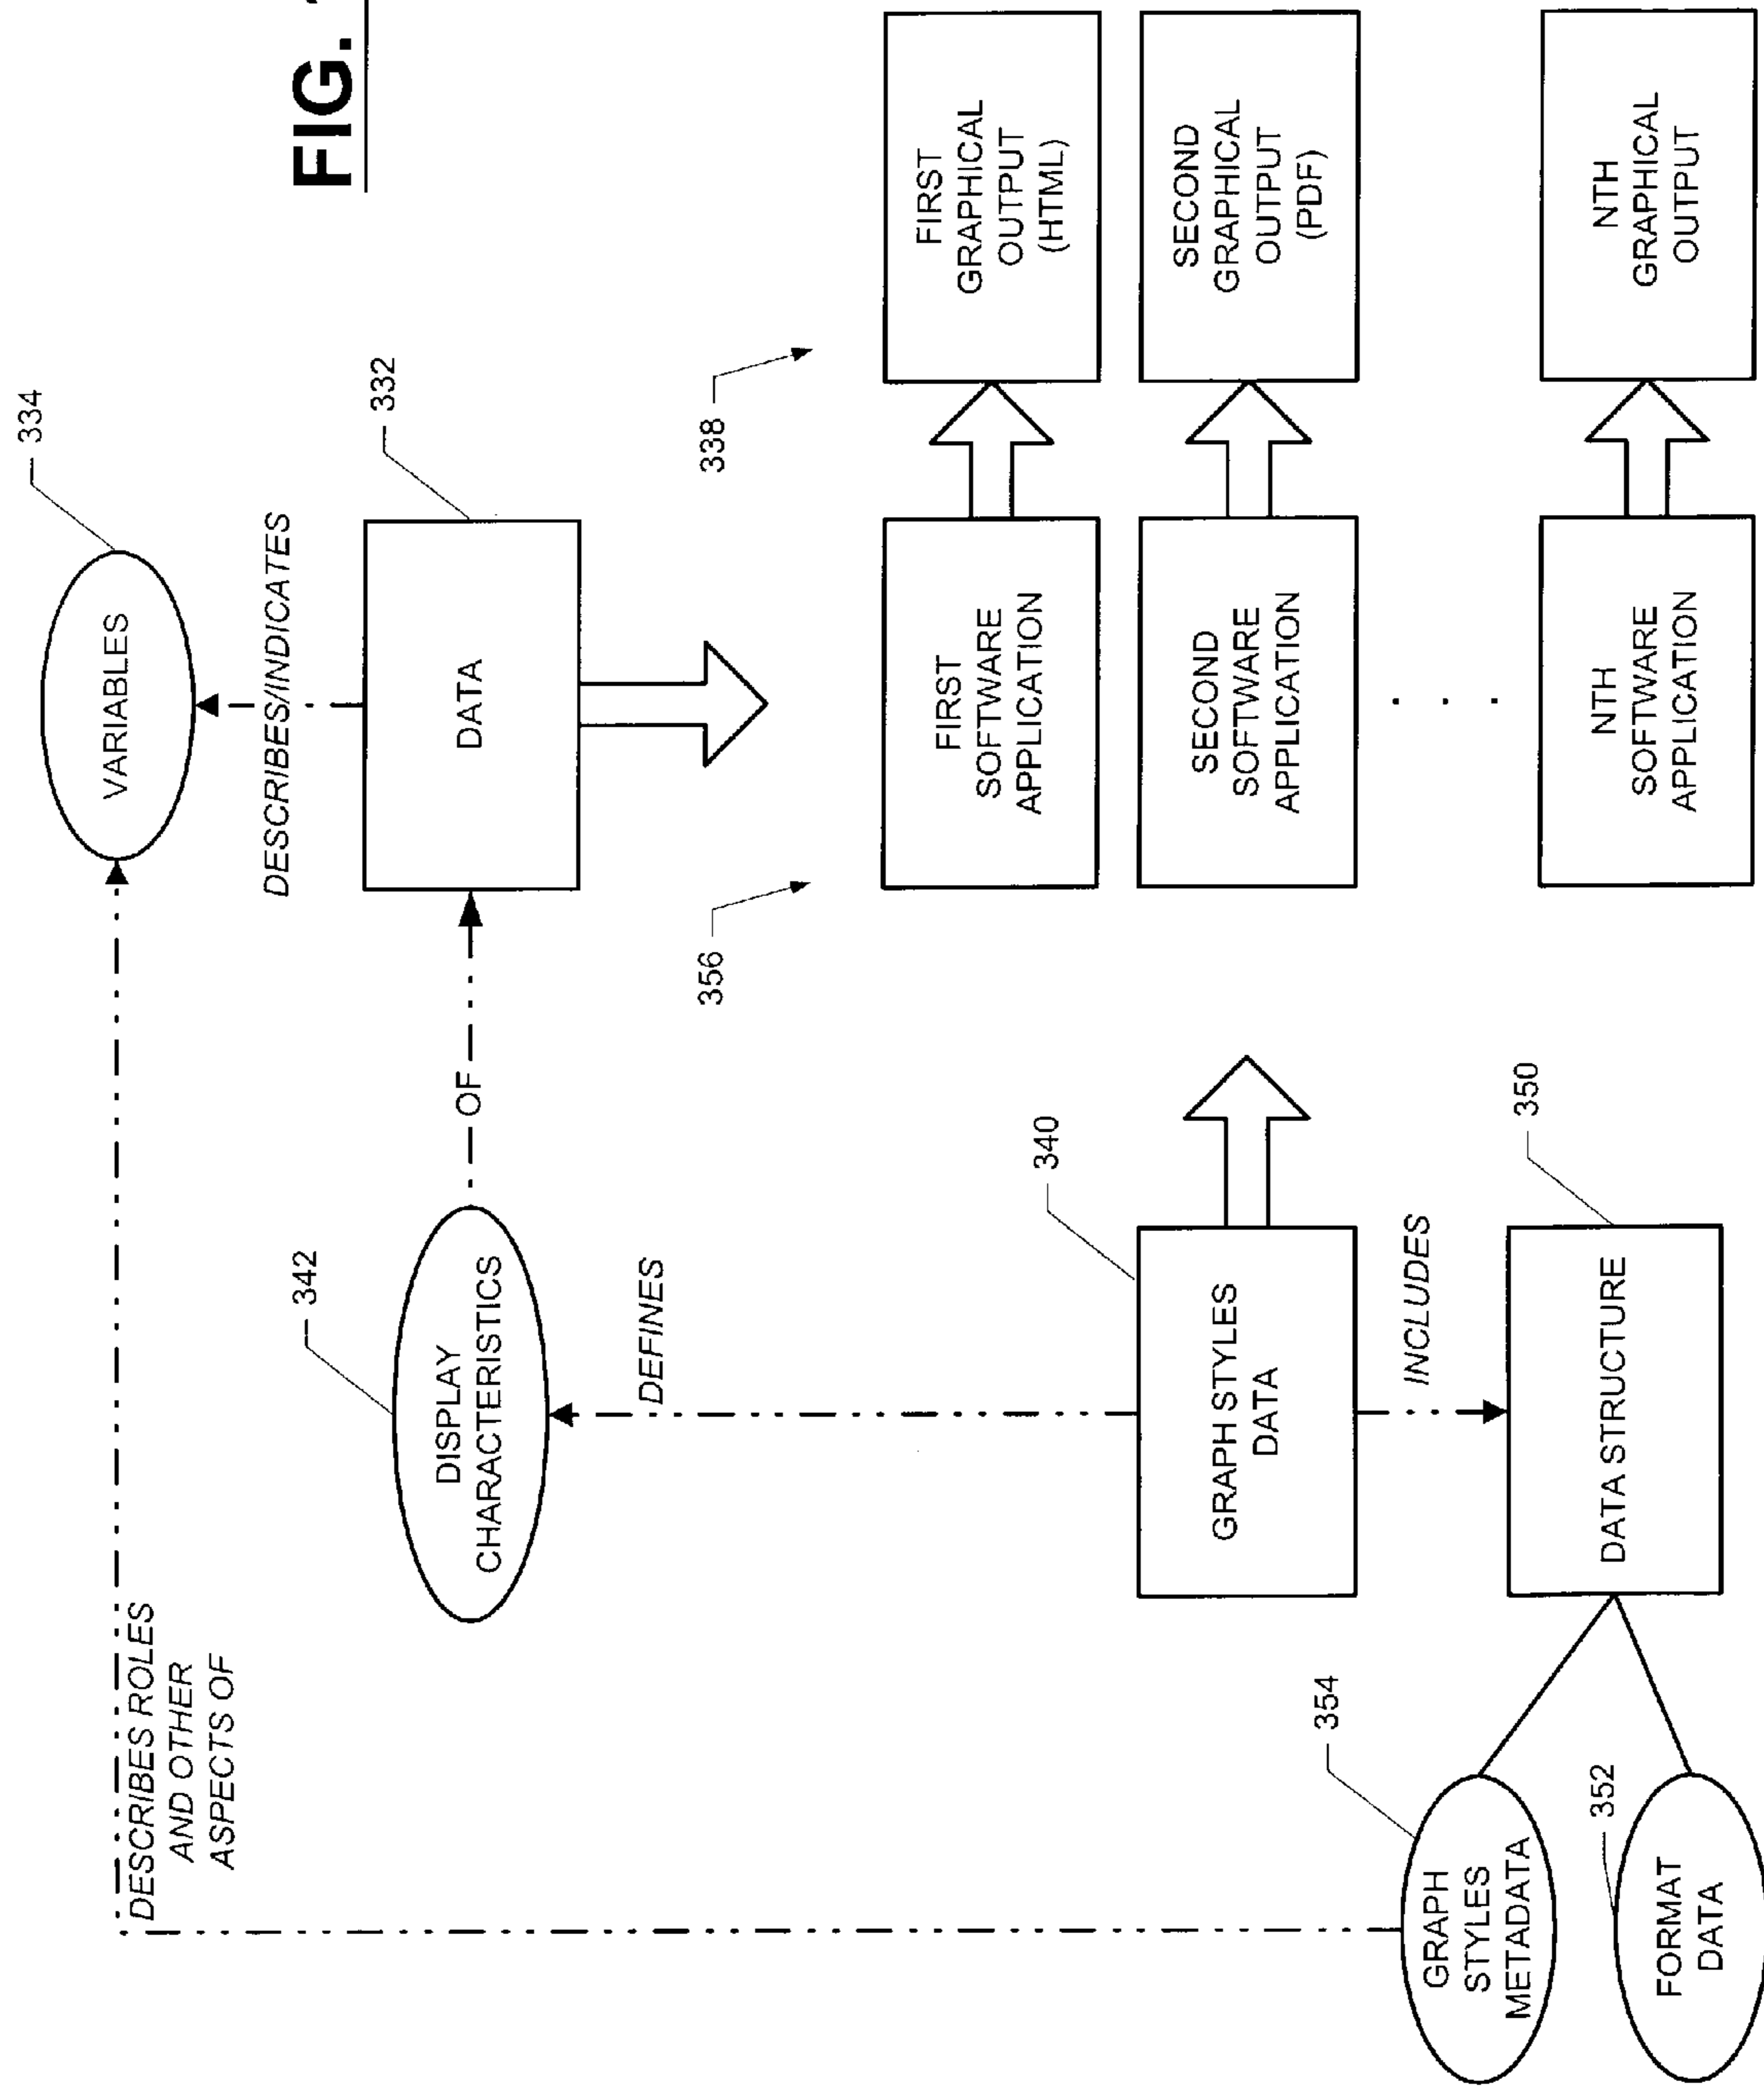 FIG.
334
VARIABLES
DESCRIBES/INDICATES
332
DATA
DESCRIBES ROLES
AND OTHER
ASPECTS OF
342
DISPLAY
CHARACTERISTICS
OF
DEFINES
356
338
FIRST
SOFTWARE
APPLICATION
FIRST
GRAPHICAL
OUTPUT
(HTML)
340
GRAPH STYLES
DATA
SECOND
SOFTWARE
APPLICATION
SECOND
GRAPHICAL
OUTPUT
(PDF)
. . .
INCLUDES
350
DATA STRUCTURE
354
GRAPH
STYLES
METADATA
352
FORMAT
DATA
NTH
SOFTWARE
APPLICATION
NTH
GRAPHICAL
OUTPUT